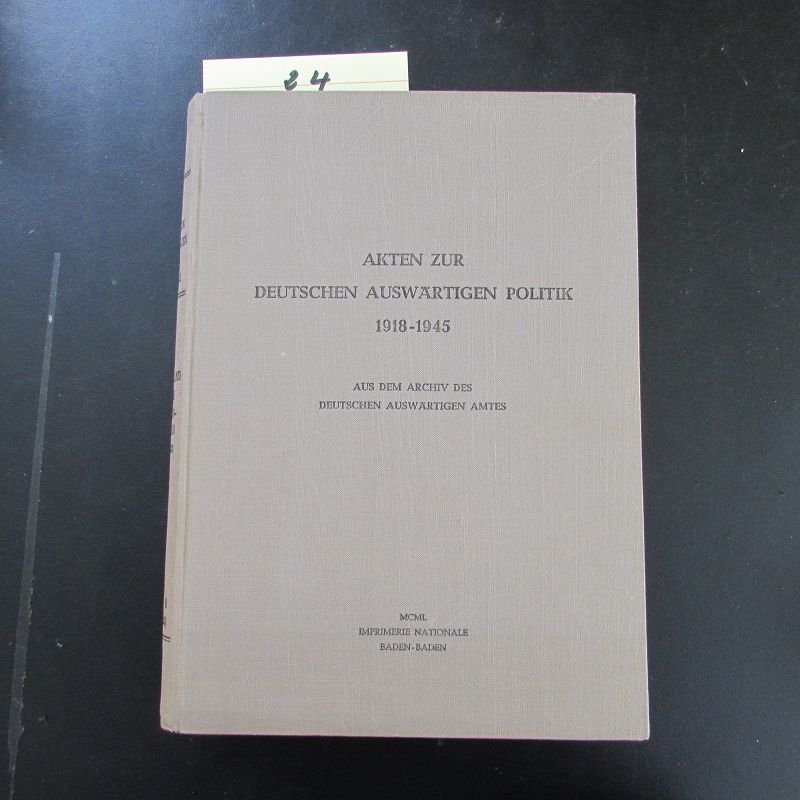 24
AKTEN ZUR
DEUTSCHEN AUSWÄRTIGEN POLITIK
1918-1945
AUS DEM ARCHIV DES
DEUTSCHEN AUSWÄRTIGEN AMTES
MCML
IMPRIMERIE NATIONALE
BADEN-BADEN